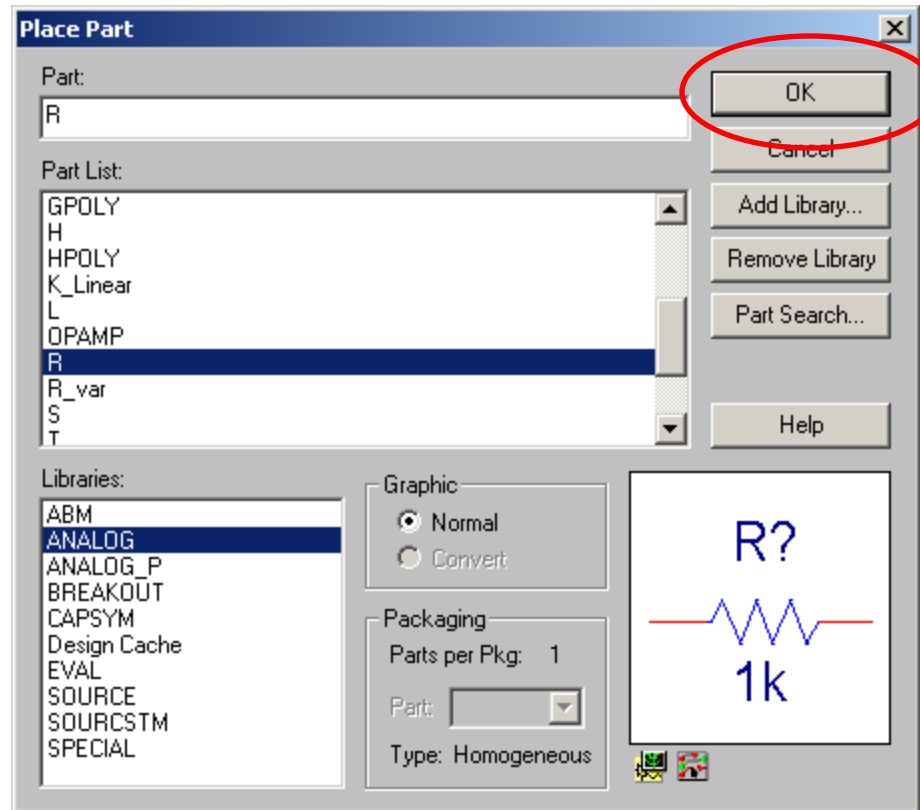 Place Part
Part:
R
OK
Cancel
Part List:
GPOLY
H
HPOLY
K_Linear
L
OPAMP
R
R_var
S
T
Add Library...
Remove Library
Part Search...
Help
Libraries:
ABM
ANALOG
ANALOG_P
BREAKOUT
CAPSYM
Design Cache
EVAL
SOURCE
SOURCSTM
SPECIAL
Graphic
Normal
Convert
Packaging
Parts per Pkg: 1
Part:
Type: Homogeneous
R?
1k